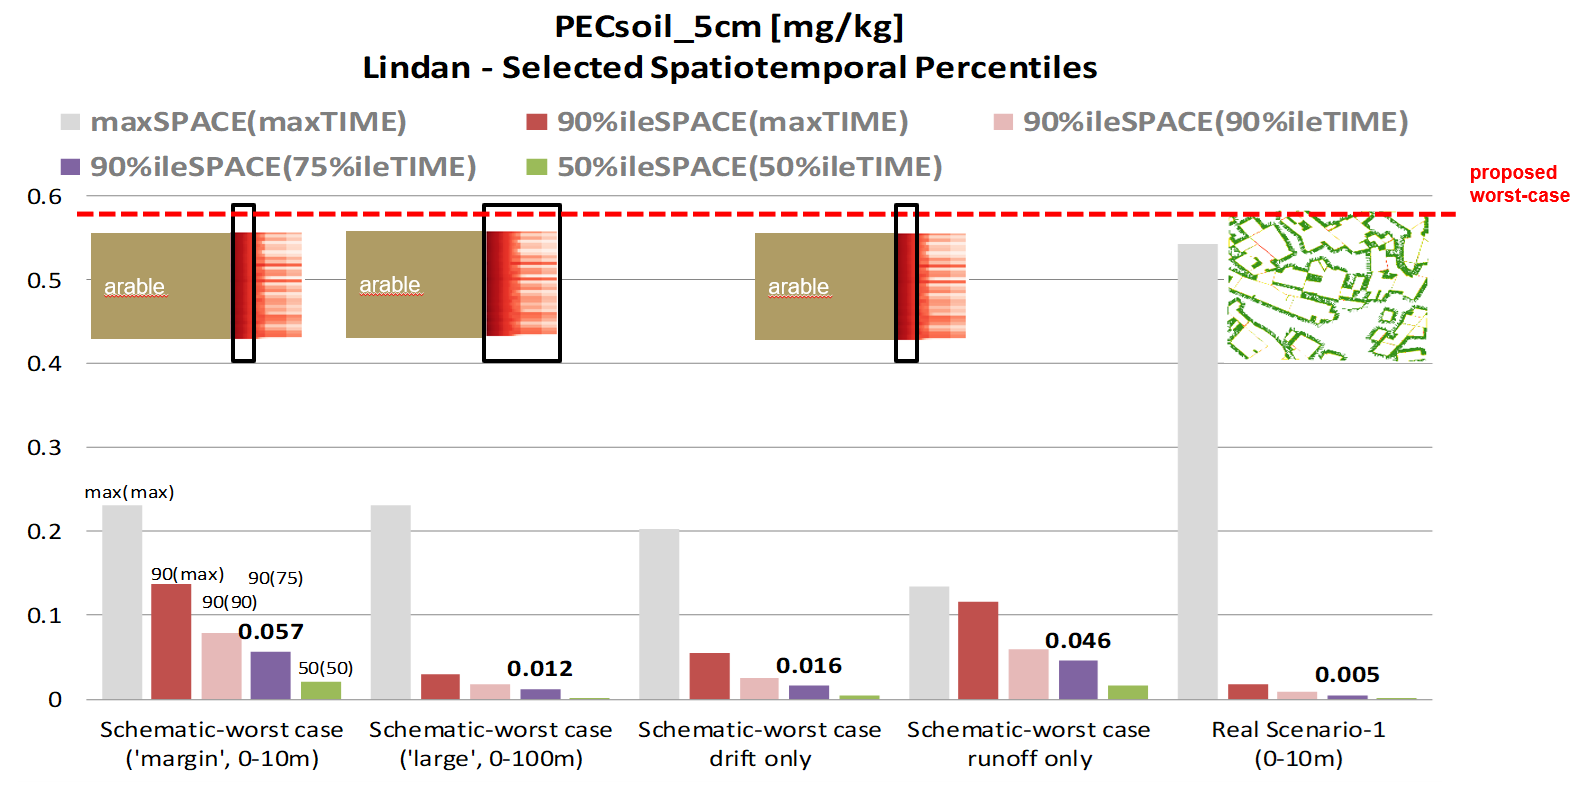 PECsoil_5cm [mg/kg]
Lindan - Selected Spatiotemporal Percentiles
maxSPACE(maxTIME)
90%ileSPACE(maxTIME)
90%ileSPACE(90%ileTIME)
90%ileSPACE(75%ileTIME)
50%ileSPACE(50%ileTIME)
proposed
worst-case
0.6
0.5
0.4
0.3
0.2
0.1
0
arable
arable
arable
max(max)
90(max)
90(90)
90(75)
0.057
50(50)
0.012
0.016
0.046
0.005
Schematic-worst case
('margin', 0-10m)
Schematic-worst case
('large', 0-100m)
Schematic-worst case
drift only
Schematic-worst case
runoff only
Real Scenario-1
(0-10m)